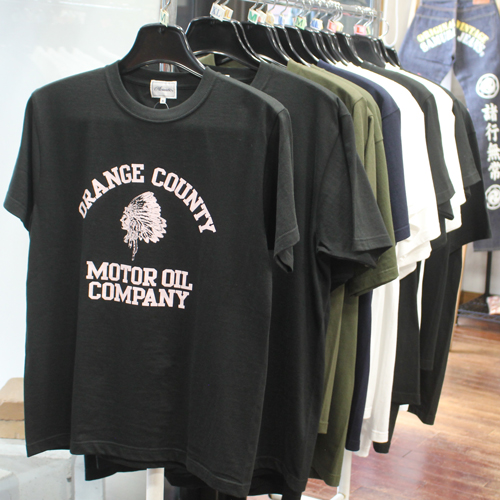 ORANGE COUNTY
MOTOR OIL
COMPANY
諸行無常